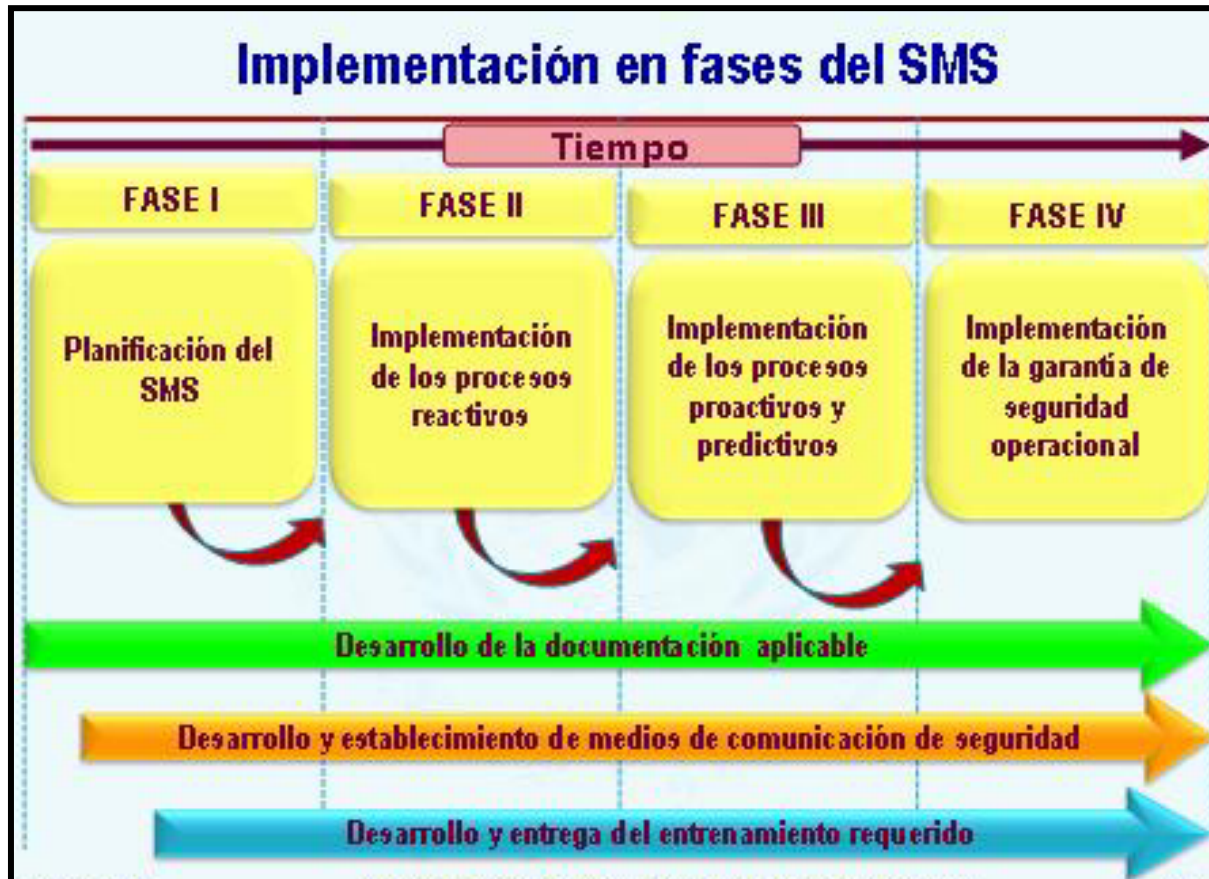 Implementación en fases del SMS
Tiempo
FASE I
FASE II
FASE III
FASE IV
Planificación del
SMS
Implementación
de los procesos
reactivos
Implementación
de los procesos
proactivos y
predictivos
Implementación
de la garantía de
seguridad
operacional
Desarrollo de la documentación aplicable
Desarrollo y establecimiento de medios de comunicación de seguridad
Desarrollo y entrega del entrenamiento requerido